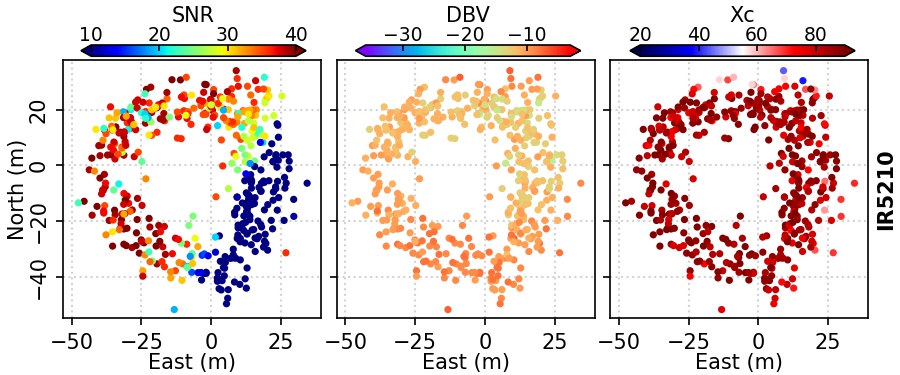 SNR DBV Xc
10 20 30 40 −30 −20 −10 20 40 60 80
North (m)
20
0
−20
−40
IR5210
−50 −25 0 25 −50 −25 0 25 −50 −25 0 25
East (m) East (m) East (m)